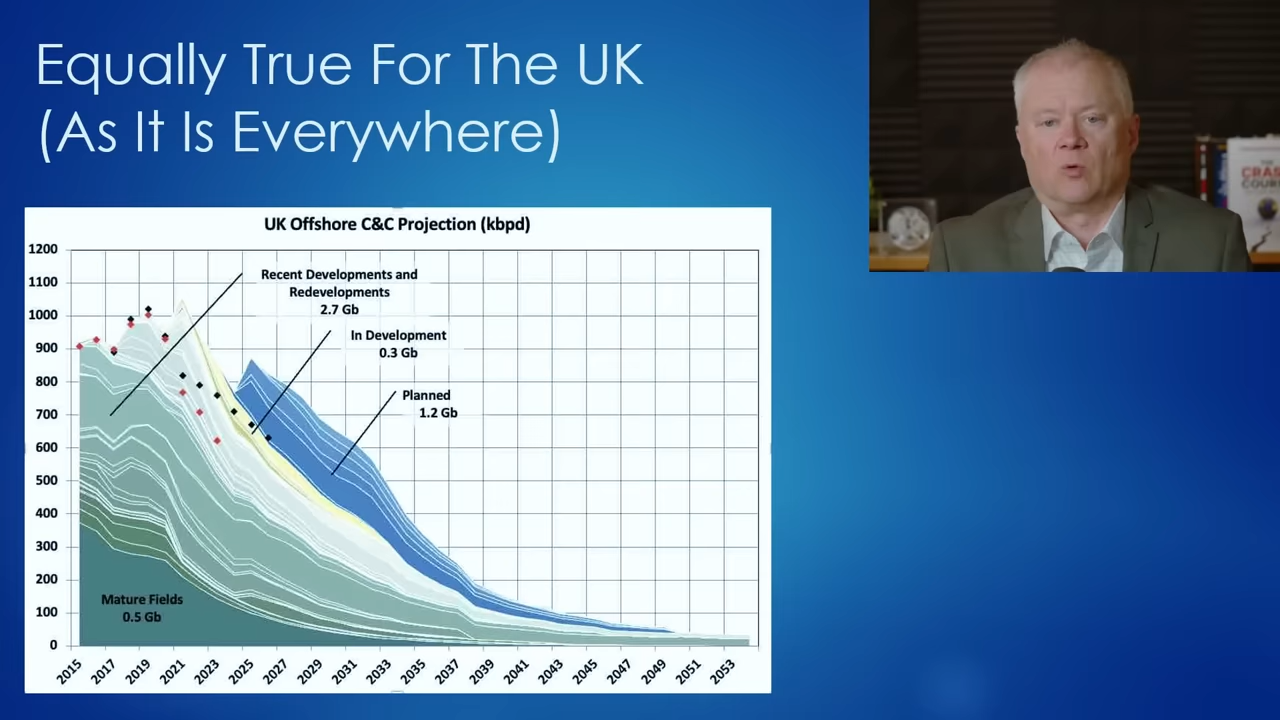 Equally True For The UK
(As It Is Everywhere)
UK Offshore C&C Projection (kbpd)
1200
1100
1000
900
800
700
600
500
400
300
200
100
0
Recent Developments and
Redevelopments
2.7 Gb
In Development
0.3 Gb
Planned
1.2 Gb
Mature Fields
0.5 Gb
2015
2017
2019
2021
2023
2025
2027
2029
2031
2033
2035
2037
2039
2041
2043
2045
2047
2049
2051
2053
THE